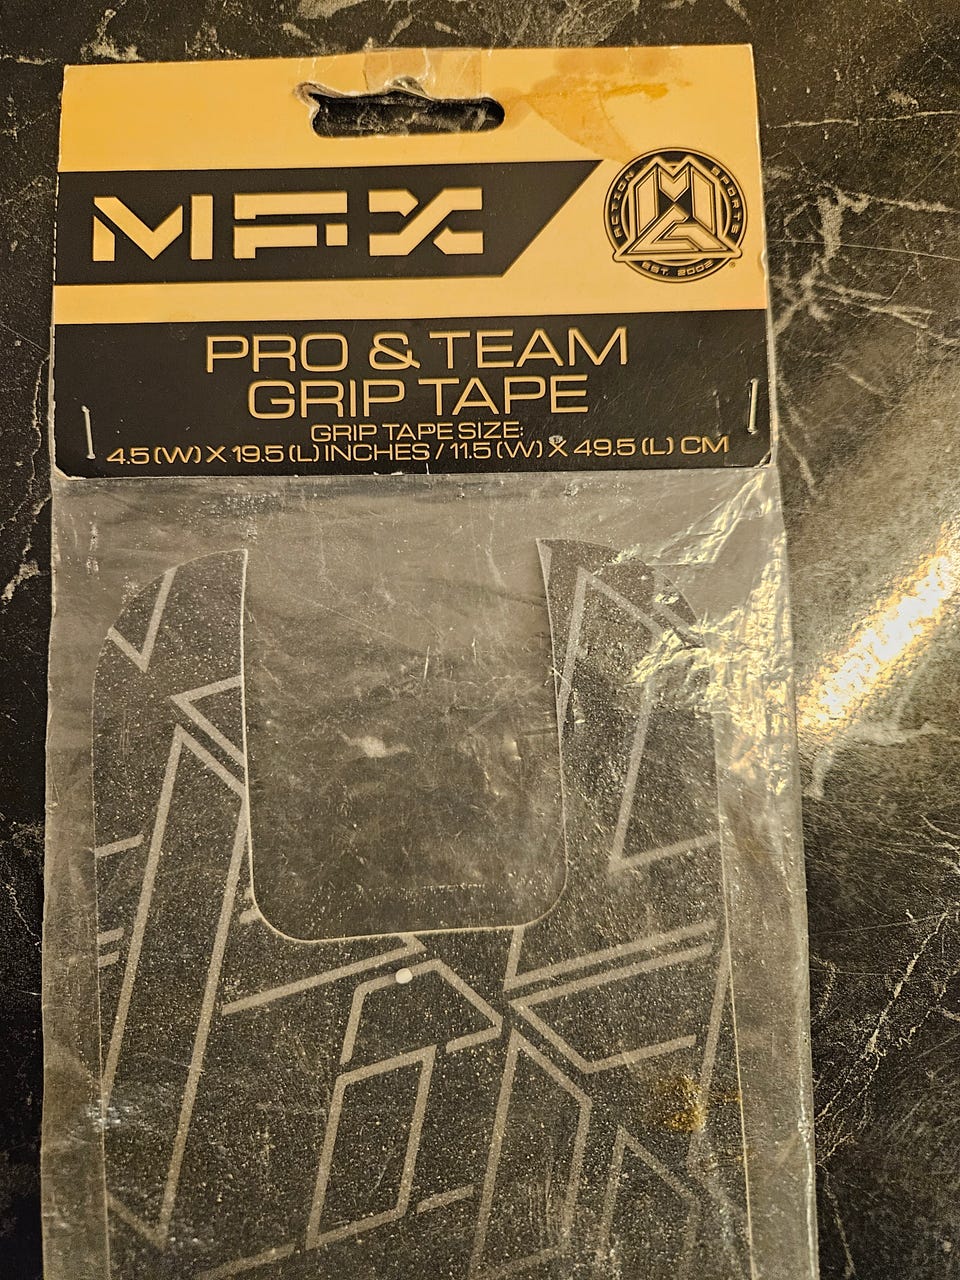 MFX
ACTION SPORTS
EST. 2002
®
PRO & TEAM
GRIP TAPE
GRIP TAPE SIZE:
4.5 (W) X 19.5 (L) INCHES / 11.5 (W) X 49.5 (L) CM